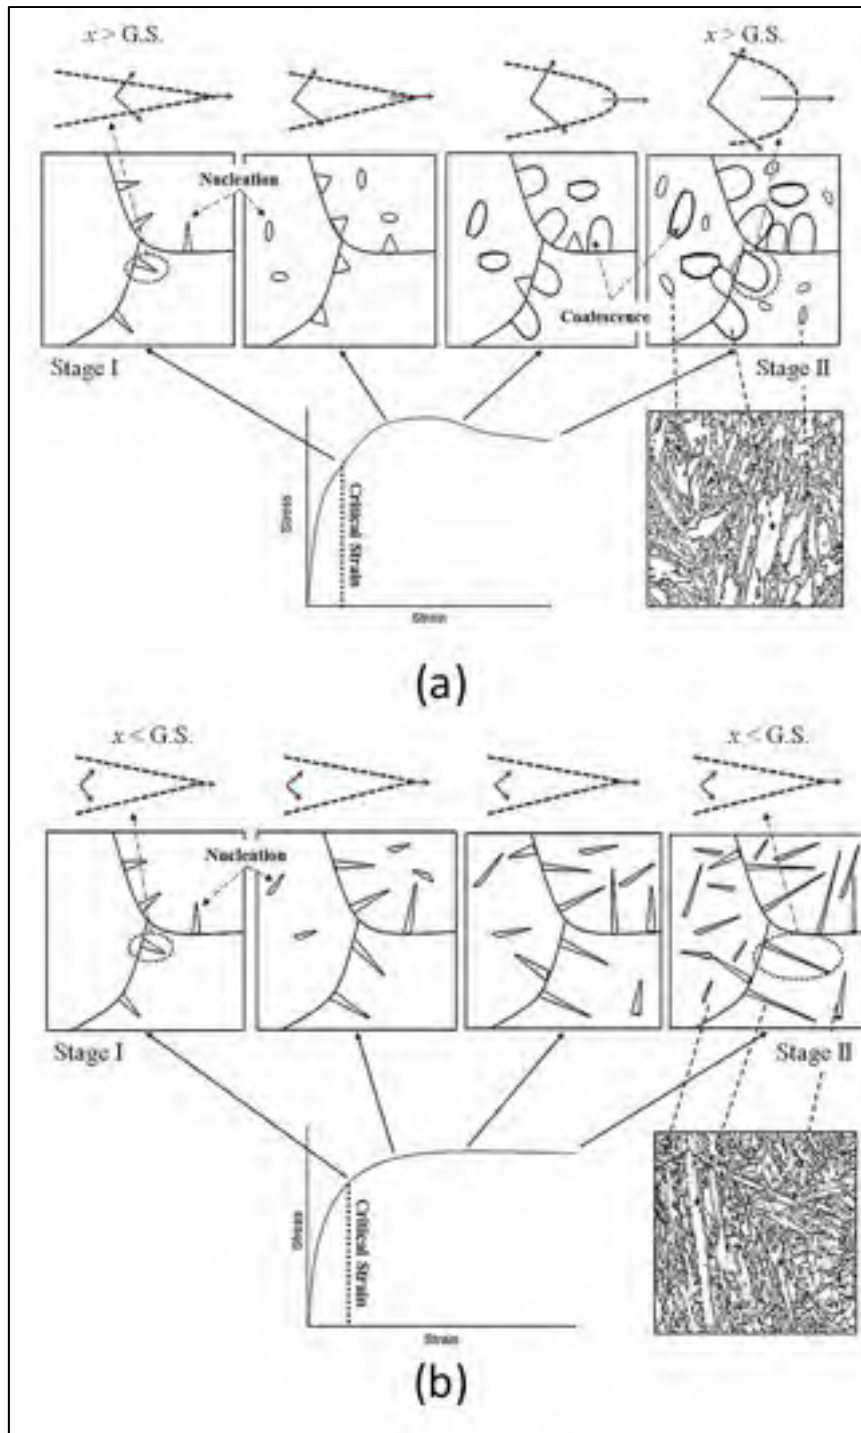 x > G.S.
x > G.S.
Nucleation
Coalescence
Stage I
Stage II
Stress
Critical Strain
Strain
(a)
x < G.S.
x < G.S.
Nucleation
Stage I
Stage II
Stress
Critical Strain
Strain
(b)